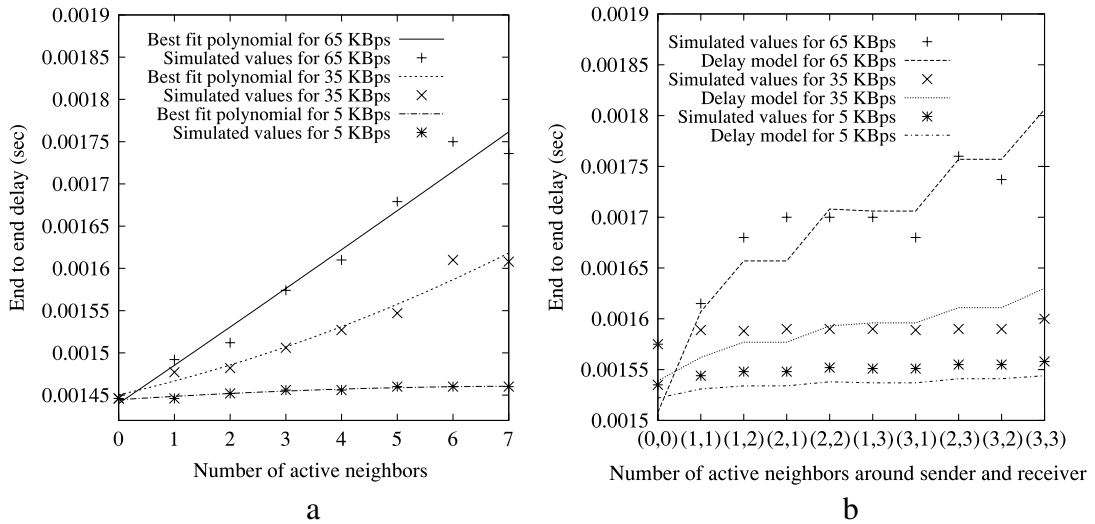 0.0019
0.00185
0.0018
0.00175
0.0017
0.00165
0.0016
0.00155
0.0015
0.00145
End to end delay (sec)
Best fit polynomial for 65 KBps
Simulated values for 65 KBps
Best fit polynomial for 35 KBps
Simulated values for 35 KBps
Best fit polynomial for 5 KBps
Simulated values for 5 KBps
0 1 2 3 4 5 6 7
Number of active neighbors
a
0.0019
0.00185
0.0018
0.00175
0.0017
0.00165
0.0016
0.00155
0.0015
End to end delay (sec)
Simulated values for 65 KBps
Delay model for 65 KBps
Simulated values for 35 KBps
Delay model for 35 KBps
Simulated values for 5 KBps
Delay model for 5 KBps
(0,0) (1,1) (1,2) (2,1) (2,2) (1,3) (3,1) (2,3) (3,2) (3,3)
Number of active neighbors around sender and receiver
b